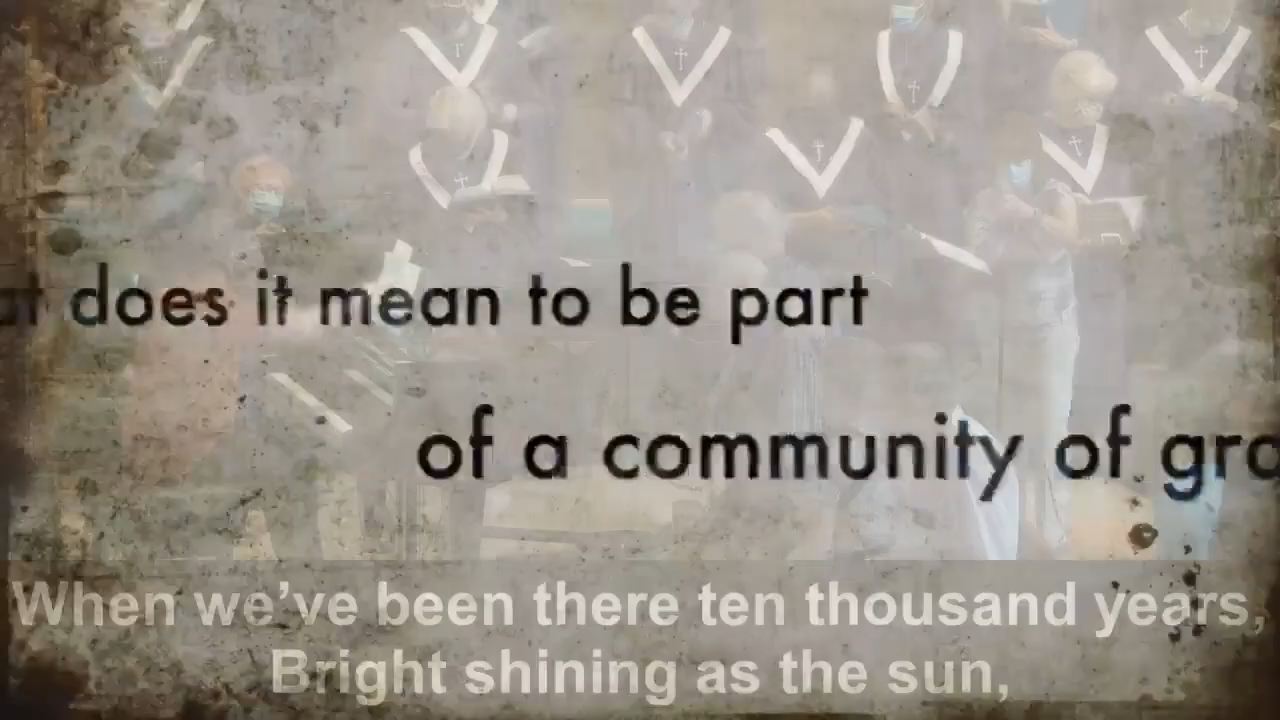 does it mean to be part
of a community of
When we've been there ten thousand years,
Bright shining as the sun,